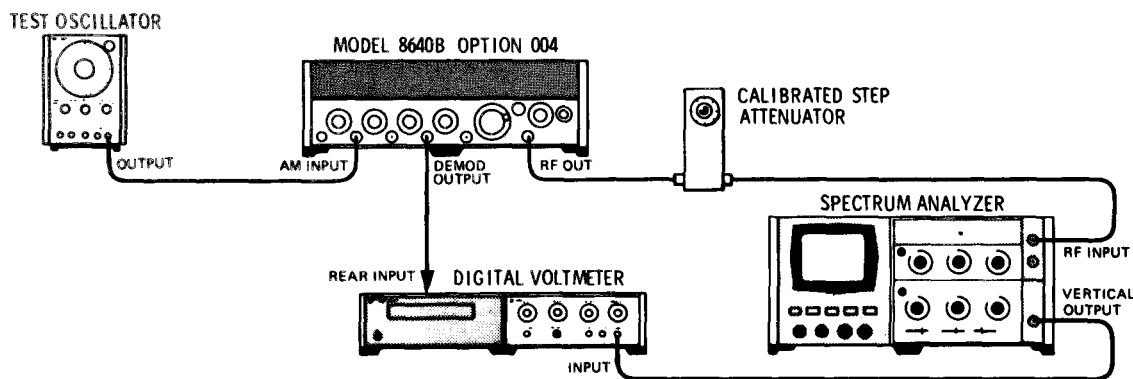 TEST OSCILLATOR
MODEL 8640B OPTION 004
CALIBRATED STEP
ATTENUATOR
OUTPUT
AM INPUT
DEMOD
OUTPUT
RF OUT
SPECTRUM ANALYZER
RF INPUT
REAR INPUT
DIGITAL VOLTMETER
VERTICAL
OUTPUT
INPUT